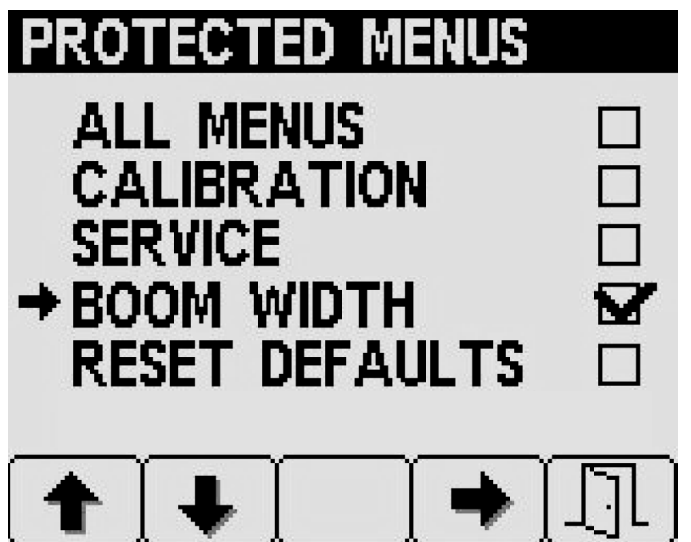 PROTECTED MENUS
ALL MENUS
CALIBRATION
SERVICE
BOOM WIDTH
RESET DEFAULTS